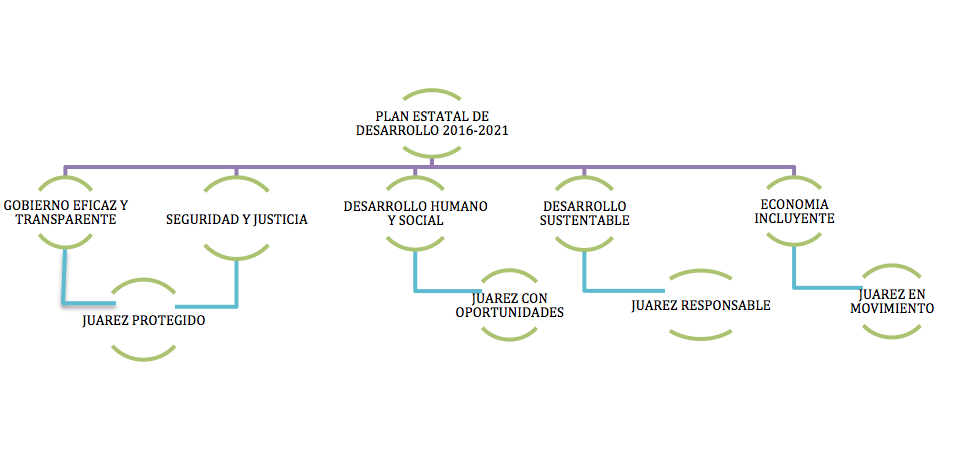 PLAN ESTATAL DE
DESARROLLO 2016-2021
GOBIERNO EFICAZ Y
TRANSPARENTE
SEGURIDAD Y JUSTICIA
DESARROLLO HUMANO
Y SOCIAL
DESARROLLO
SUSTENTABLE
ECONOMIA
INCLUYENTE
JUAREZ PROTEGIDO
JUAREZ CON
OPORTUNIDADES
JUAREZ RESPONSABLE
JUAREZ EN
MOVIMIENTO